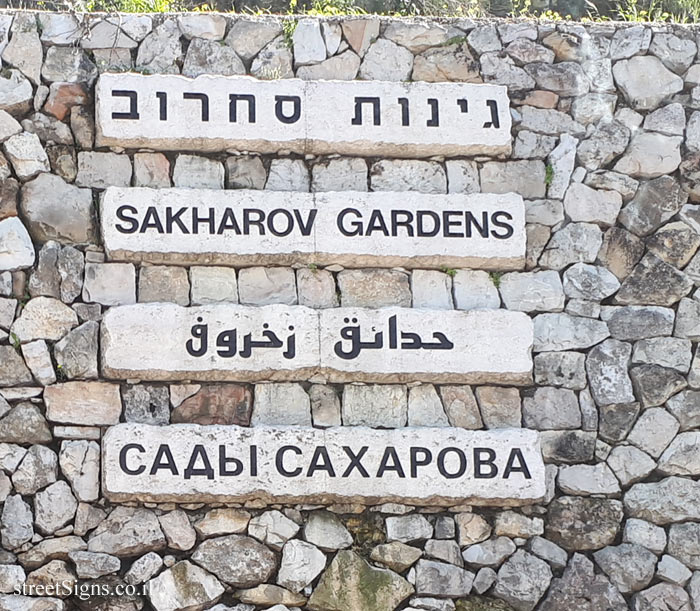 גינות סחרוב
SAKHAROV GARDENS
حدائق زخروف
САДЫ САХАРОВА
streetSigns.co.il